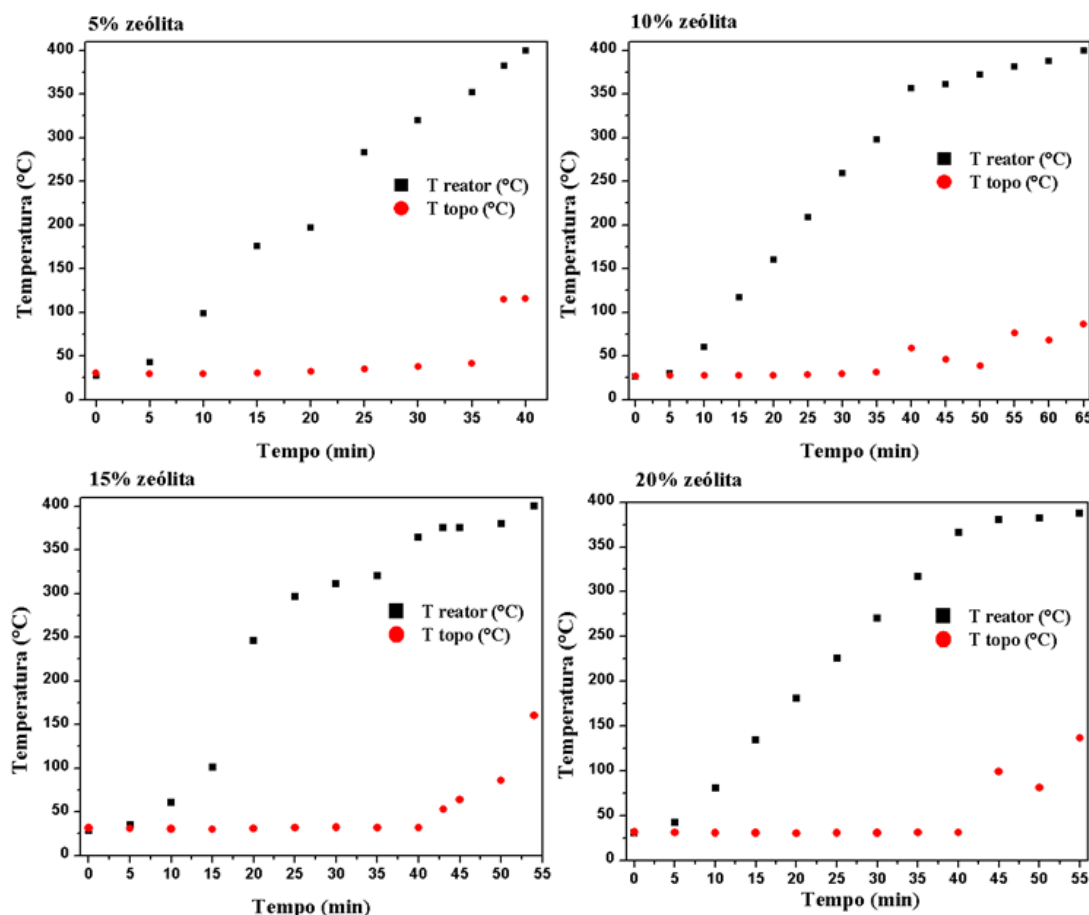 5% zeólita
400
350
300
250
200
150
100
50
0
Temperatura (°C)
T reator (°C)
T topo (°C)
0 5 10 15 20 25 30 35 40
Tempo (min)
10% zeólita
400
350
300
250
200
150
100
50
0
Temperatura (°C)
T reator (°C)
T topo (°C)
0 5 10 15 20 25 30 35 40 45 50 55 60 65
Tempo (min)
15% zeólita
400
350
300
250
200
150
100
50
0
Temperatura (°C)
T reator (°C)
T topo (°C)
0 5 10 15 20 25 30 35 40 45 50 55
Tempo (min)
20% zeólita
400
350
300
250
200
150
100
50
0
Temperatura (°C)
T reator (°C)
T topo (°C)
0 5 10 15 20 25 30 35 40 45 50 55
Tempo (min)